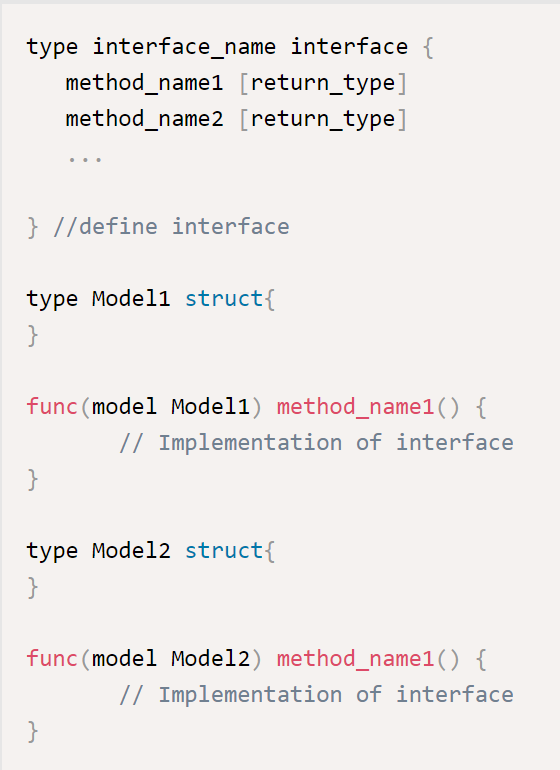 type interface_name interface {
   method_name1 [return_type]
   method_name2 [return_type]
   ...
} //define interface
type Model1 struct{
}
func(model Model1) method_name1() {
       // Implementation of interface
}
type Model2 struct{
}
func(model Model2) method_name1() {
       // Implementation of interface
}